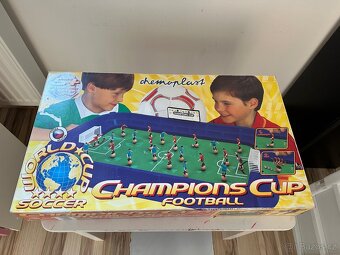 chemoplast
WORLD CUP
SOCCER
CHAMPIONS CUP
FOOTBALL